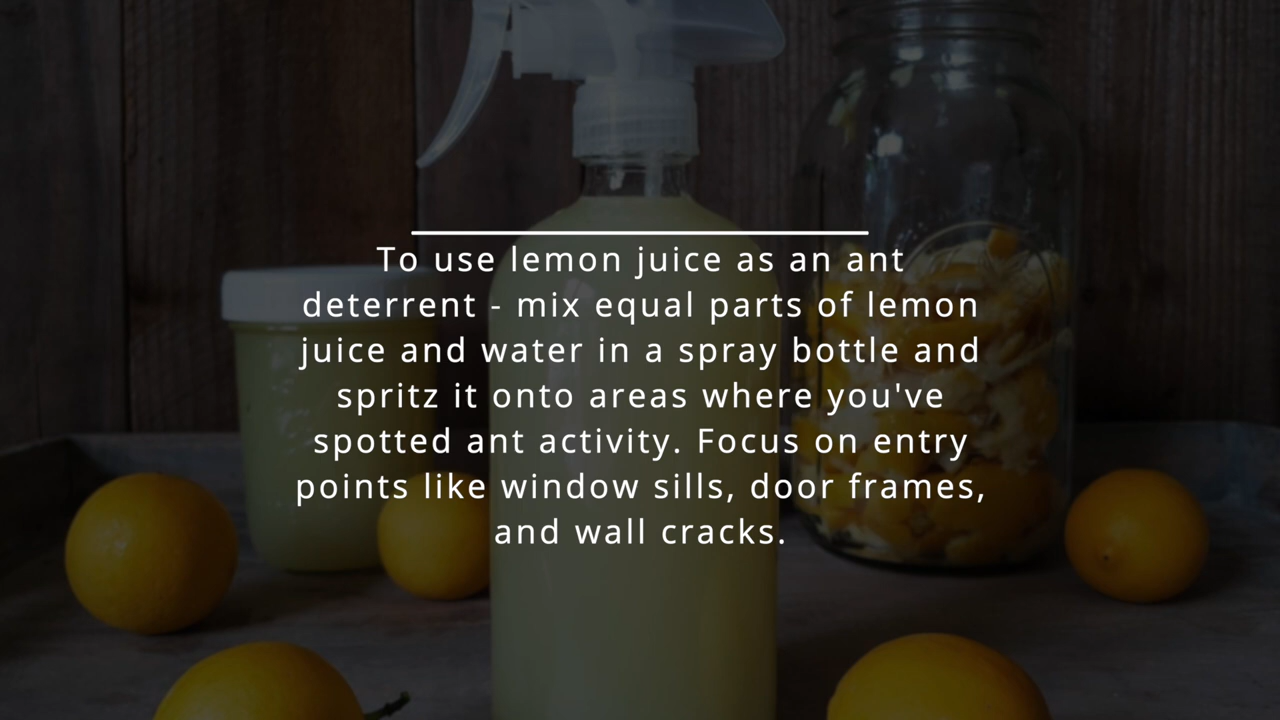 To use lemon juice as an ant
deterrent - mix equal parts of lemon
juice and water in a spray bottle and
spritz it onto areas where you've
spotted ant activity. Focus on entry
points like window sills, door frames,
and wall cracks.